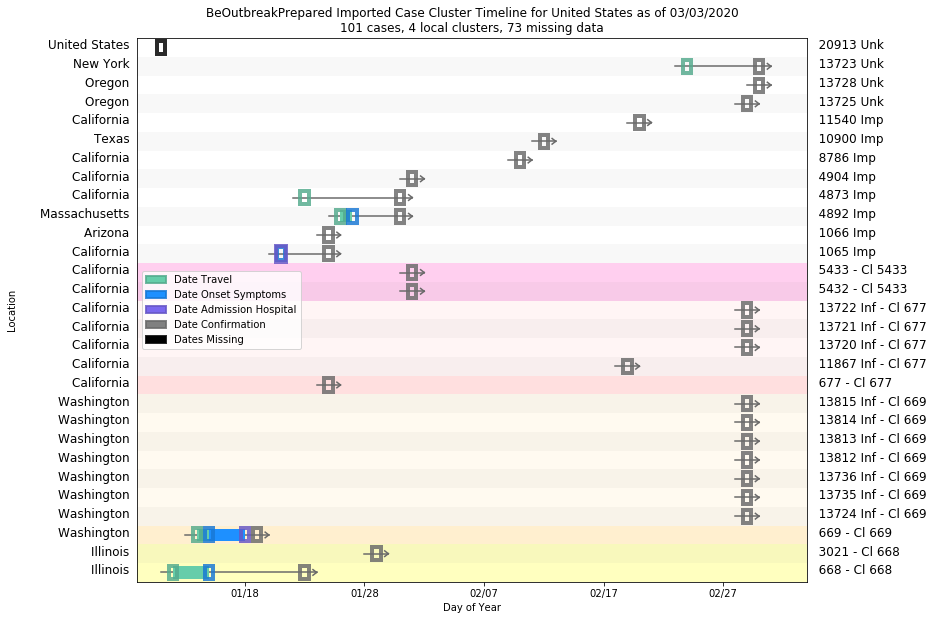 BeOutbreakPrepared Imported Case Cluster Timeline for United States as of 03/03/2020
101 cases, 4 local clusters, 73 missing data
United States 20913 Unk
New York 13723 Unk
Oregon 13728 Unk
Oregon 13725 Unk
California 11540 Imp
Texas 10900 Imp
California 8786 Imp
California 4904 Imp
California 4873 Imp
Massachusetts 4892 Imp
Arizona 1066 Imp
California 1065 Imp
California 5433 - Cl 5433
California 5432 - Cl 5433
California 13722 Inf - Cl 677
California 13721 Inf - Cl 677
California 13720 Inf - Cl 677
California 11867 Inf - Cl 677
California 677 - Cl 677
Washington 13815 Inf - Cl 669
Washington 13814 Inf - Cl 669
Washington 13813 Inf - Cl 669
Washington 13812 Inf - Cl 669
Washington 13736 Inf - Cl 669
Washington 13735 Inf - Cl 669
Washington 13724 Inf - Cl 669
Washington 669 - Cl 669
Illinois 3021 - Cl 668
Illinois 668 - Cl 668
Date Travel
Date Onset Symptoms
Date Admission Hospital
Date Confirmation
Dates Missing
Location
01/18 01/28 02/07 02/17 02/27
Day of Year